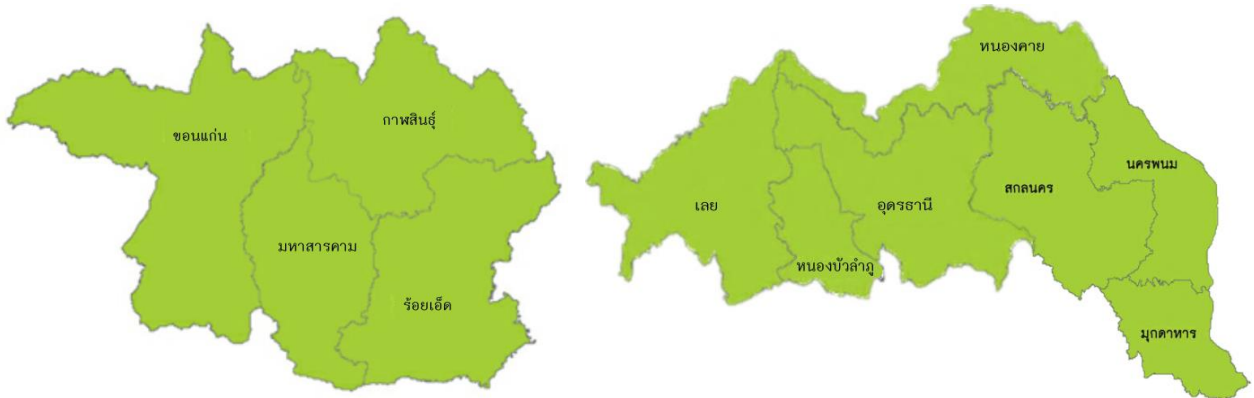 ขอนแก่น
กาฬสินธุ์
มหาสารคาม
ร้อยเอ็ด
หนองคาย
นครพนม
สกลนคร
เลย
อุดรธานี
หนองบัวลำภู
มุกดาหาร